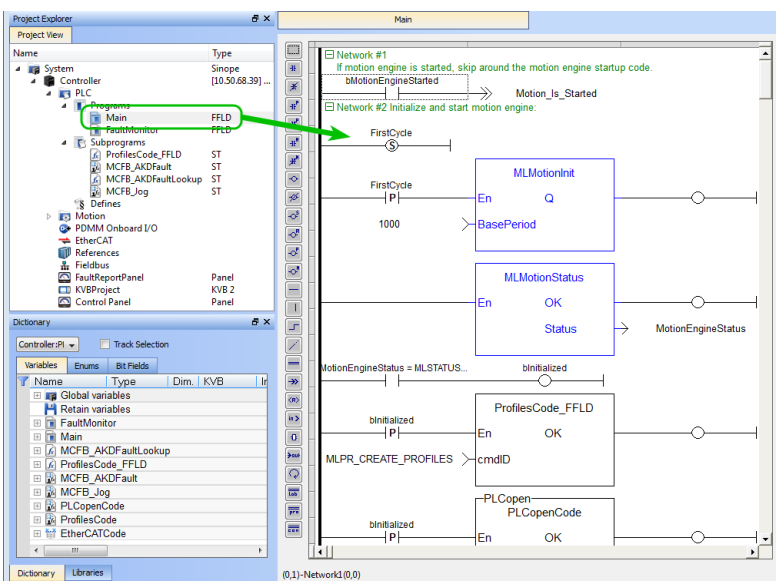 Project Explorer
Project View
Name Type
System Sinope
Controller [10.50.68.39] ...
PLC
Programs
Main FFLD
FaultMonitor FFLD
Subprograms
ProfilesCode_FFLD ST
MCFB_AKDFault ST
MCFB_AKDFaultLookup ST
MCFB_Jog ST
Defines
Motion
PDMM Onboard I/O
EtherCAT
References
Fieldbus
FaultReportPanel Panel
KVBProject KVB 2
Control Panel Panel
Dictionary
Controller:Pl Track Selection
Variables Enums Bit Fields
Name Type Dim. KVB Ir
Global variables
Retain variables
FaultMonitor
Main
MCFB_AKDFaultLookup
ProfilesCode_FFLD
MCFB_AKDFault
MCFB_Jog
PLCopenCode
ProfilesCode
EtherCATCode
Dictionary Libraries
Main
Network #1
If motion engine is started, skip around the motion engine startup code.
bMotionEngineStarted
Motion_Is_Started
Network #2 Initialize and start motion engine:
FirstCycle
S
MLMotionInit
FirstCycle
P En Q
1000 BasePeriod
MLMotionStatus
En OK
Status MotionEngineStatus
MotionEngineStatus = MLSTATUS... bInitialized
ProfilesCode_FFLD
bInitialized
P En OK
MLPR_CREATE_PROFILES cmdID
PLCopen
PLCopenCode
bInitialized
P En OK
(0,1)-Network1(0,0)